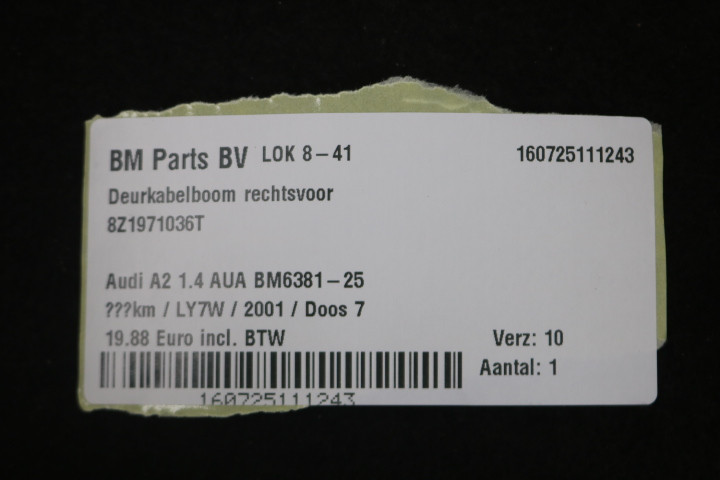 BM Parts BV LOK 8-41 160725111243
Deurkabelboom rechtsvoor
8Z1971036T
Audi A2 1.4 AUA BM6381-25
???km / LY7W / 2001 / Doos 7
19.88 Euro incl. BTW Verz: 10
Aantal: 1
160725111243